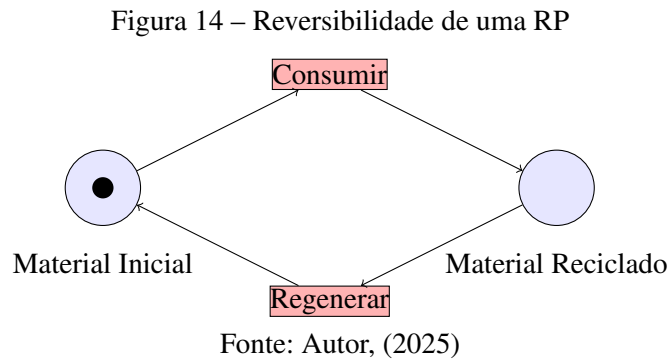 Figura 14 – Reversibilidade de uma RP
Consumir
Material Inicial
Material Reciclado
Regenerar
Fonte: Autor, (2025)